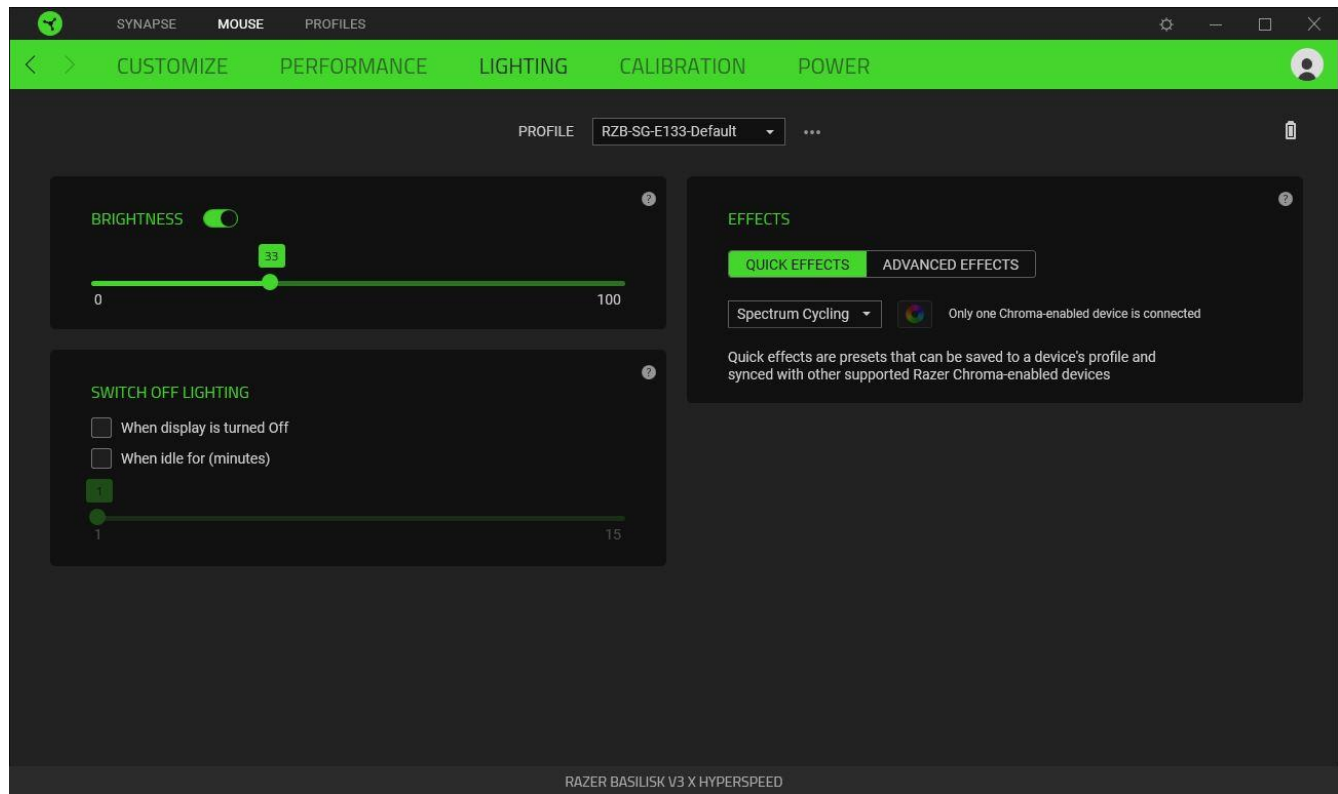 SYNAPSE MOUSE PROFILES
CUSTOMIZE PERFORMANCE LIGHTING CALIBRATION POWER
PROFILE RZB-SG-E133-Default
BRIGHTNESS
33
0 100
SWITCH OFF LIGHTING
When display is turned Off
When idle for (minutes)
1
1 15
EFFECTS
QUICK EFFECTS ADVANCED EFFECTS
Spectrum Cycling Only one Chroma-enabled device is connected
Quick effects are presets that can be saved to a device's profile and
synced with other supported Razer Chroma-enabled devices
RAZER BASILISK V3 X HYPERSPEED